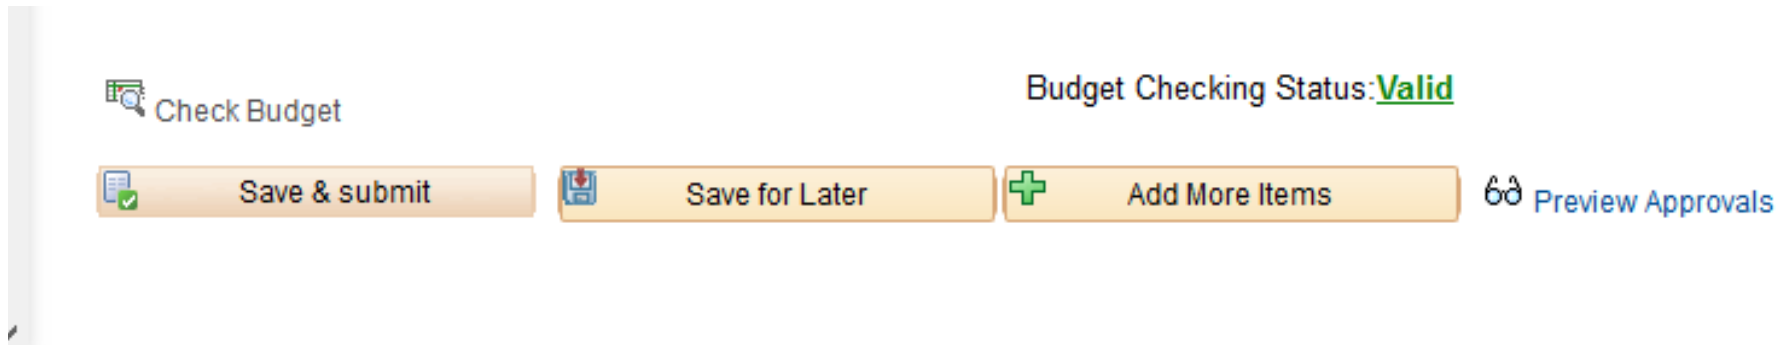 Budget Checking Status:Valid
Check Budget
Save & submit
Save for Later
Add More Items
Preview Approvals